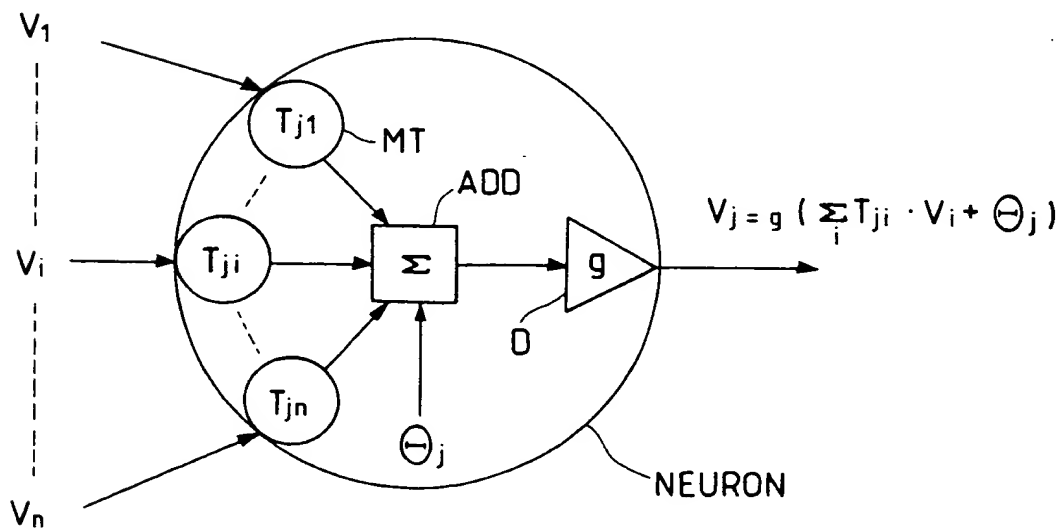 V1
Tj1
MT
ADD
Vj = g ( Σi Tji · Vi + Θj )
Vi
Tji
Σ
g
D
Tjn
Θj
NEURON
Vn